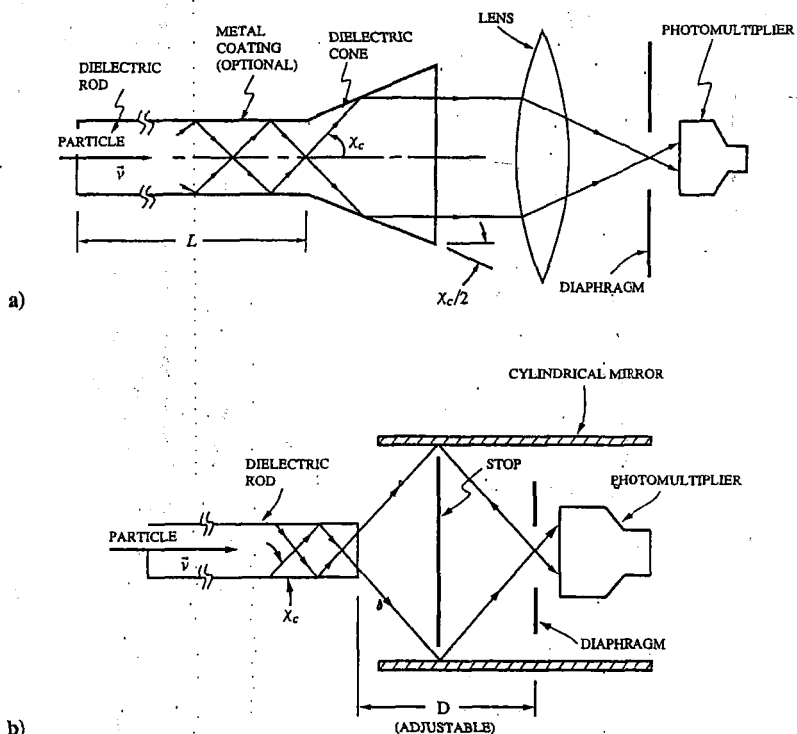 METAL
COATING
(OPTIONAL)
DIELECTRIC
CONE
LENS
PHOTOMULTIPLIER
DIELECTRIC
ROD
PARTICLE
v⃗
χc
L
χc/2
DIAPHRAGM
a)
CYLINDRICAL MIRROR
DIELECTRIC
ROD
STOP
PHOTOMULTIPLIER
PARTICLE
v⃗
χc
DIAPHRAGM
D
(ADJUSTABLE)
b)